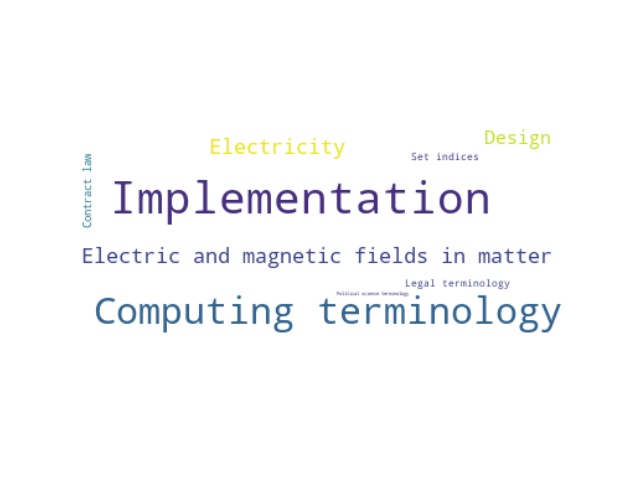 Design
Electricity
Set indices
Contract law
Implementation
Electric and magnetic fields in matter
Legal terminology
Political science terminology
Computing terminology